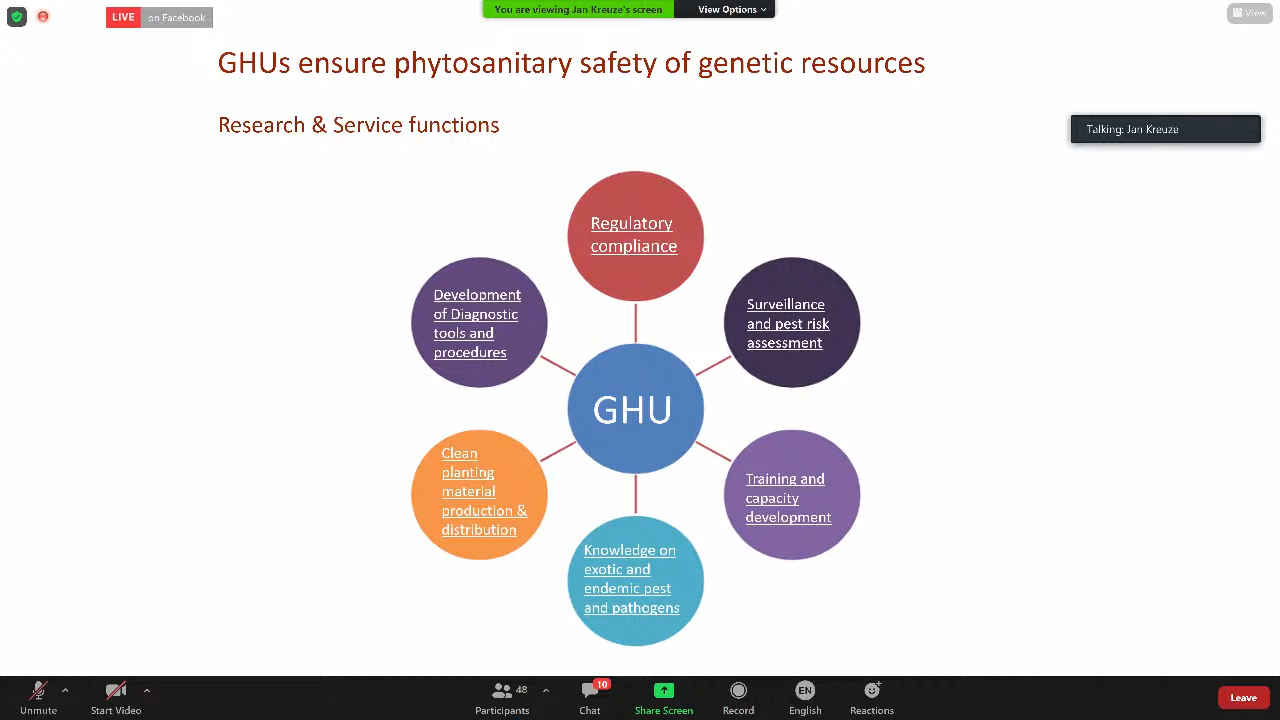 LIVE on Facebook
You are viewing Jan Kreuze's screen
View Options
View
GHUs ensure phytosanitary safety of genetic resources
Research & Service functions
Talking: Jan Kreuze
Regulatory
compliance
Development
of Diagnostic
tools and
procedures
Surveillance
and pest risk
assessment
GHU
Clean
planting
material
production &
distribution
Training and
capacity
development
Knowledge on
exotic and
endemic pest
and pathogens
Unmute
Start Video
48
Participants
10
Chat
Share Screen
Record
EN
English
Reactions
Leave